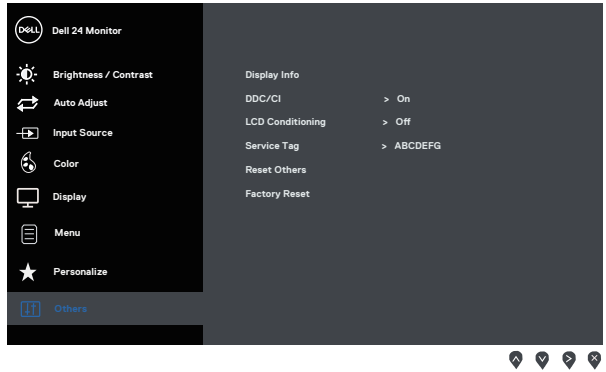 DELL Dell 24 Monitor
Brightness / Contrast
Auto Adjust
Input Source
Color
Display
Menu
Personalize
Others
Display Info
DDC/CI > On
LCD Conditioning > Off
Service Tag > ABCDEFG
Reset Others
Factory Reset